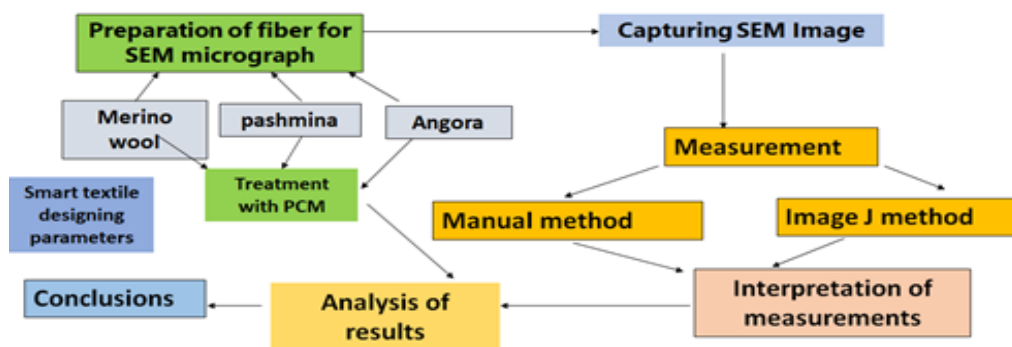 Preparation of fiber for
SEM micrograph
Capturing SEM Image
Merino
wool
pashmina
Angora
Measurement
Treatment
with PCM
Smart textile
designing
parameters
Manual method
Image J method
Conclusions
Analysis of
results
Interpretation of
measurements